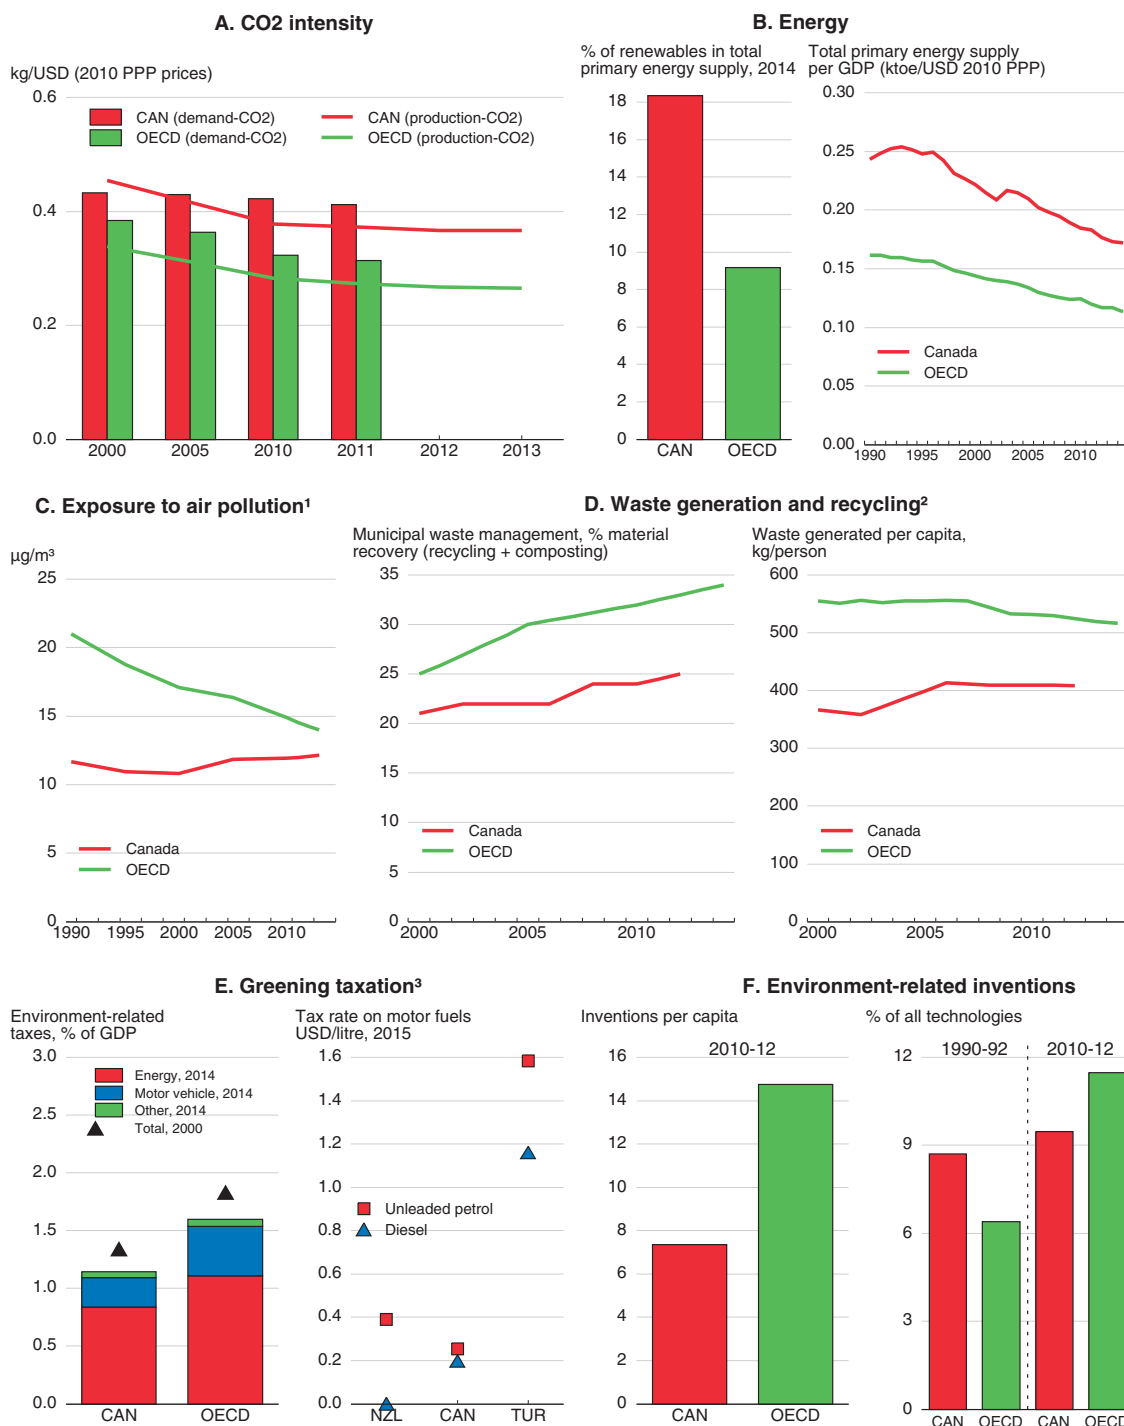 A. CO2 intensity
kg/USD (2010 PPP prices)
0.6
0.4
0.2
0.0
CAN (demand-CO2)
OECD (demand-CO2)
CAN (production-CO2)
OECD (production-CO2)
2000 2005 2010 2011 2012 2013
B. Energy
% of renewables in total
primary energy supply, 2014
18
16
14
12
10
8
6
4
2
0
CAN OECD
Total primary energy supply
per GDP (ktoe/USD 2010 PPP)
0.30
0.25
0.20
0.15
0.10
0.05
0.00
Canada
OECD
1990 1995 2000 2005 2010
C. Exposure to air pollution¹
µg/m³
25
20
15
10
5
0
Canada
OECD
1990 1995 2000 2005 2010
D. Waste generation and recycling²
Municipal waste management, % material
recovery (recycling + composting)
35
30
25
20
15
10
5
0
Canada
OECD
2000 2005 2010
Waste generated per capita,
kg/person
600
500
400
300
200
100
0
Canada
OECD
2000 2005 2010
E. Greening taxation³
Environment-related
taxes, % of GDP
3.0
2.5
2.0
1.5
1.0
0.5
0.0
Energy, 2014
Motor vehicle, 2014
Other, 2014
Total, 2000
CAN OECD
Tax rate on motor fuels
USD/litre, 2015
1.6
1.4
1.2
1.0
0.8
0.6
0.4
0.2
0.0
Unleaded petrol
Diesel
NZL CAN TUR
F. Environment-related inventions
Inventions per capita
2010-12
16
14
12
10
8
6
4
2
0
CAN OECD
% of all technologies
1990-92 2010-12
12
9
6
3
0
CAN OECD CAN OECD